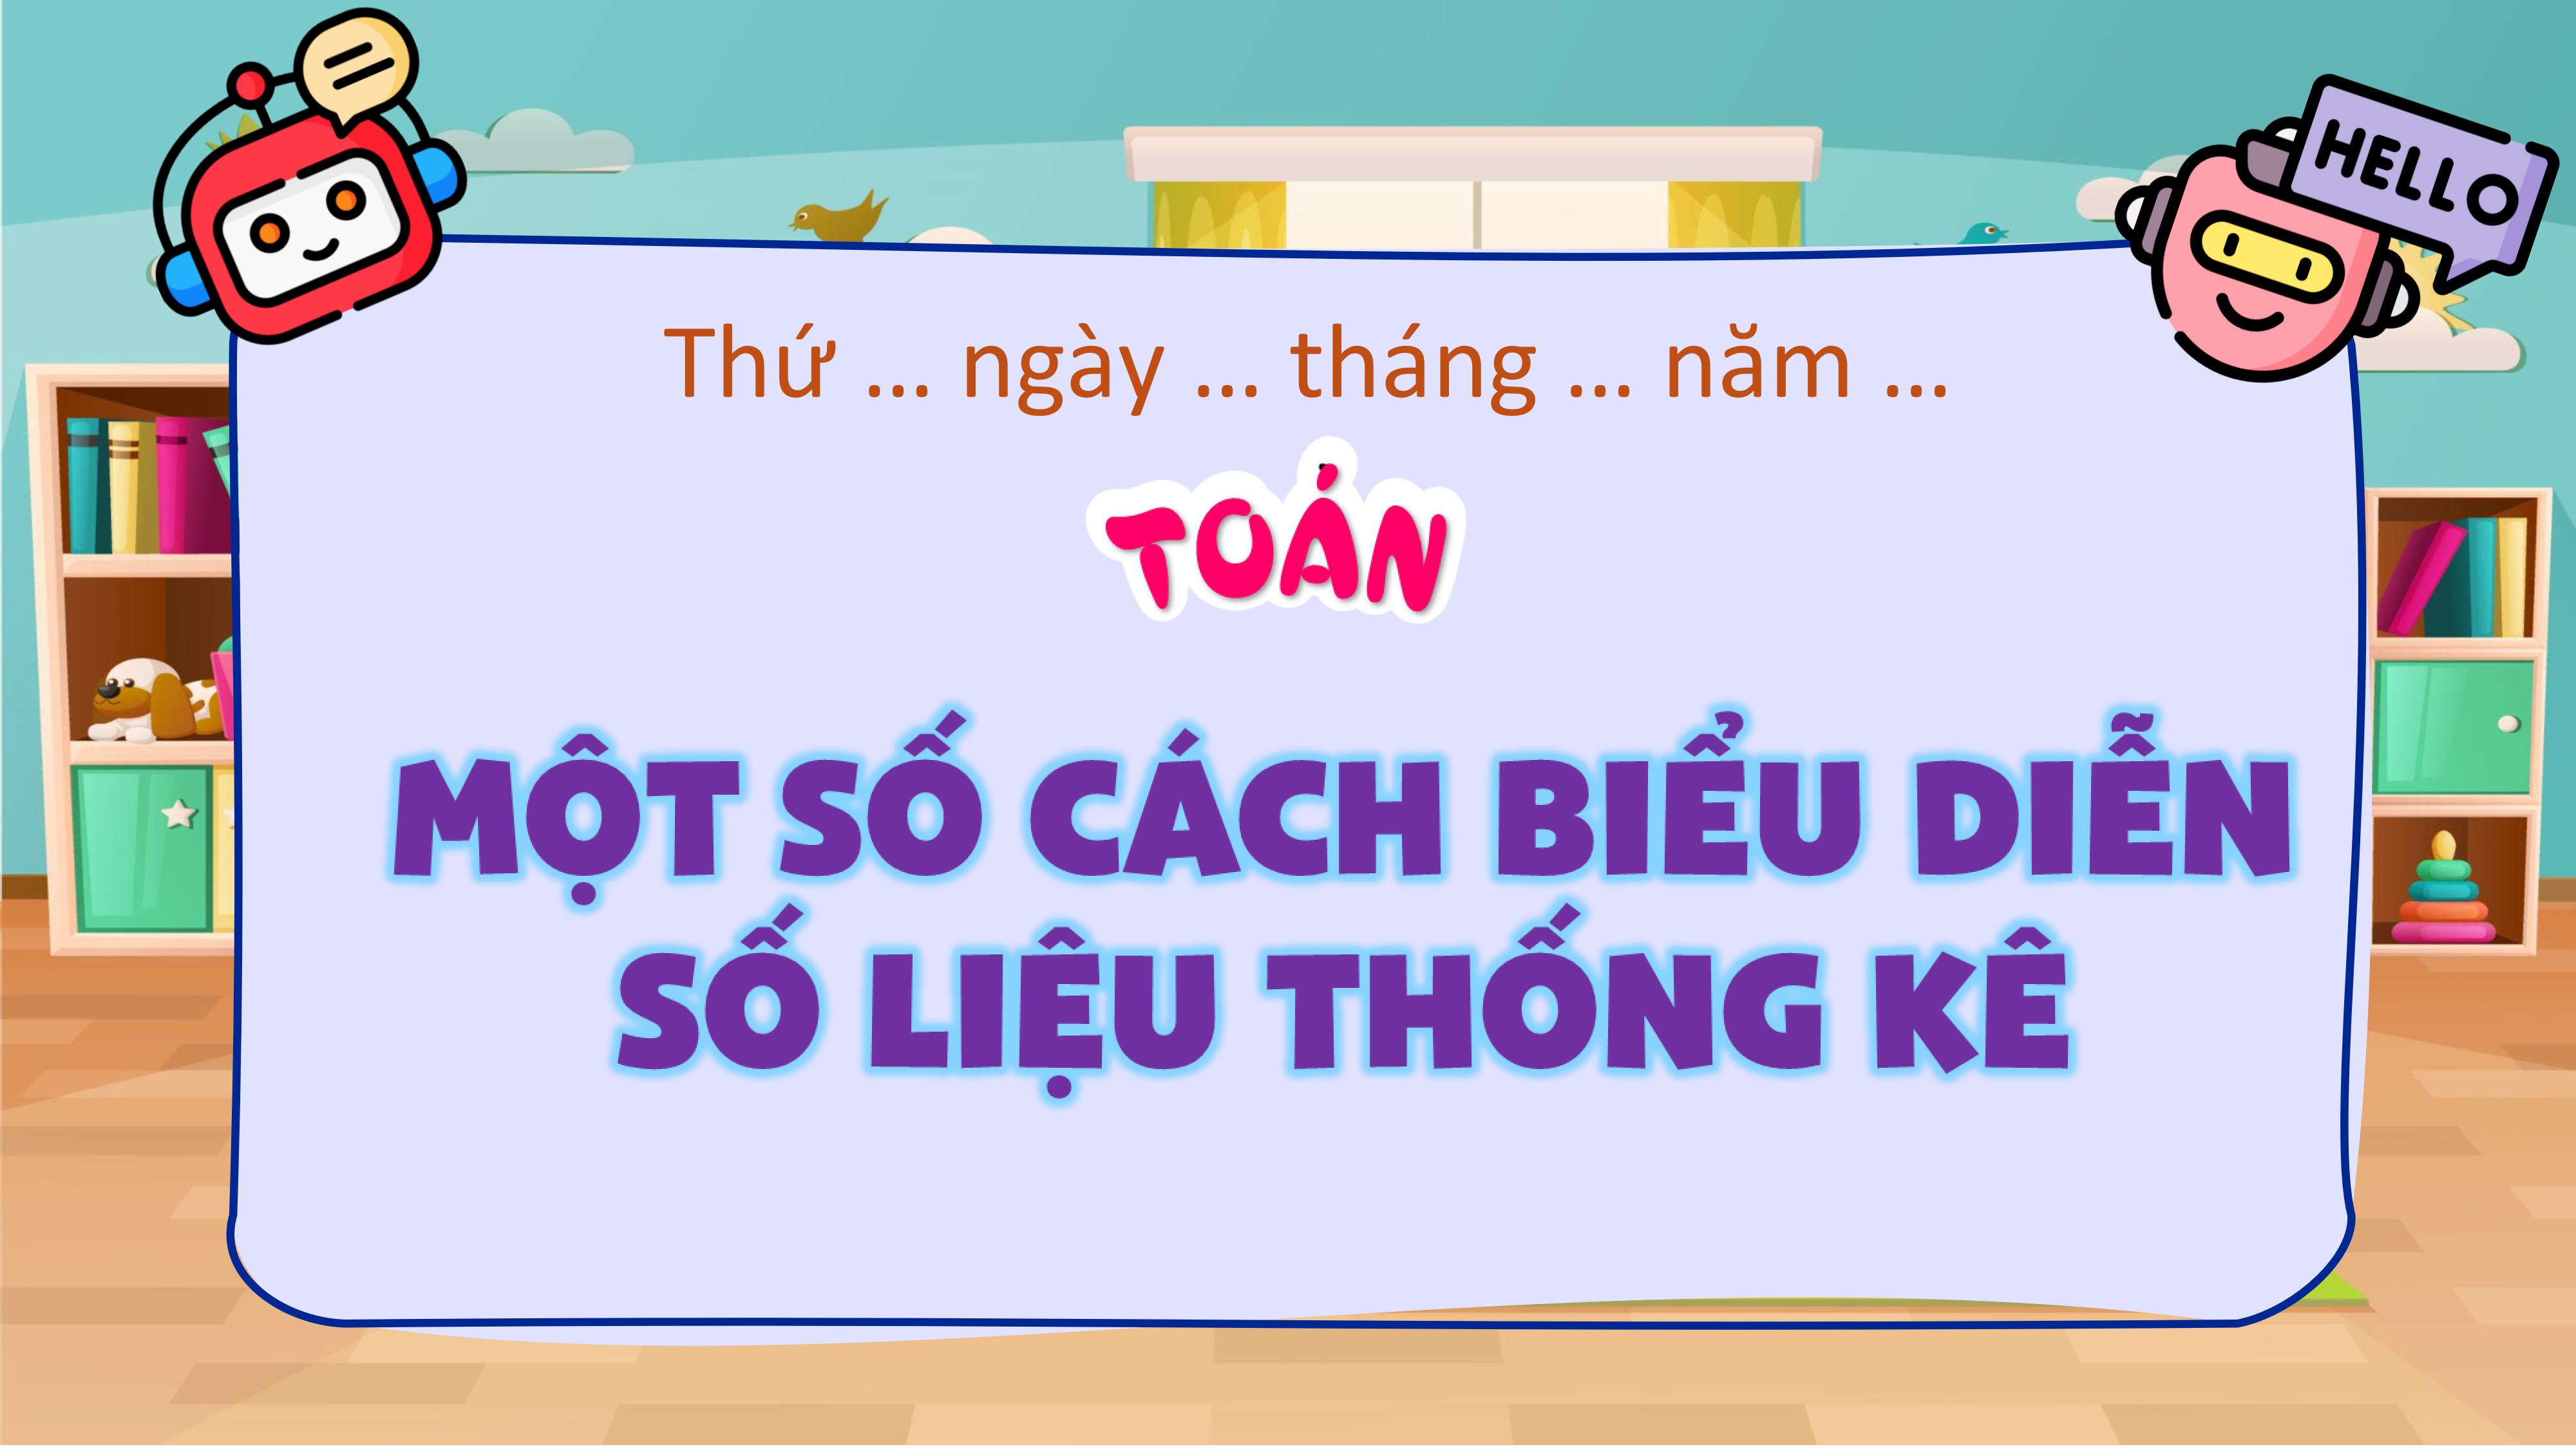 HELLO
Thứ ... ngày ... tháng ... năm ...
TOÁN
MỘT SỐ CÁCH BIỂU DIỄN
SỐ LIỆU THỐNG KÊ